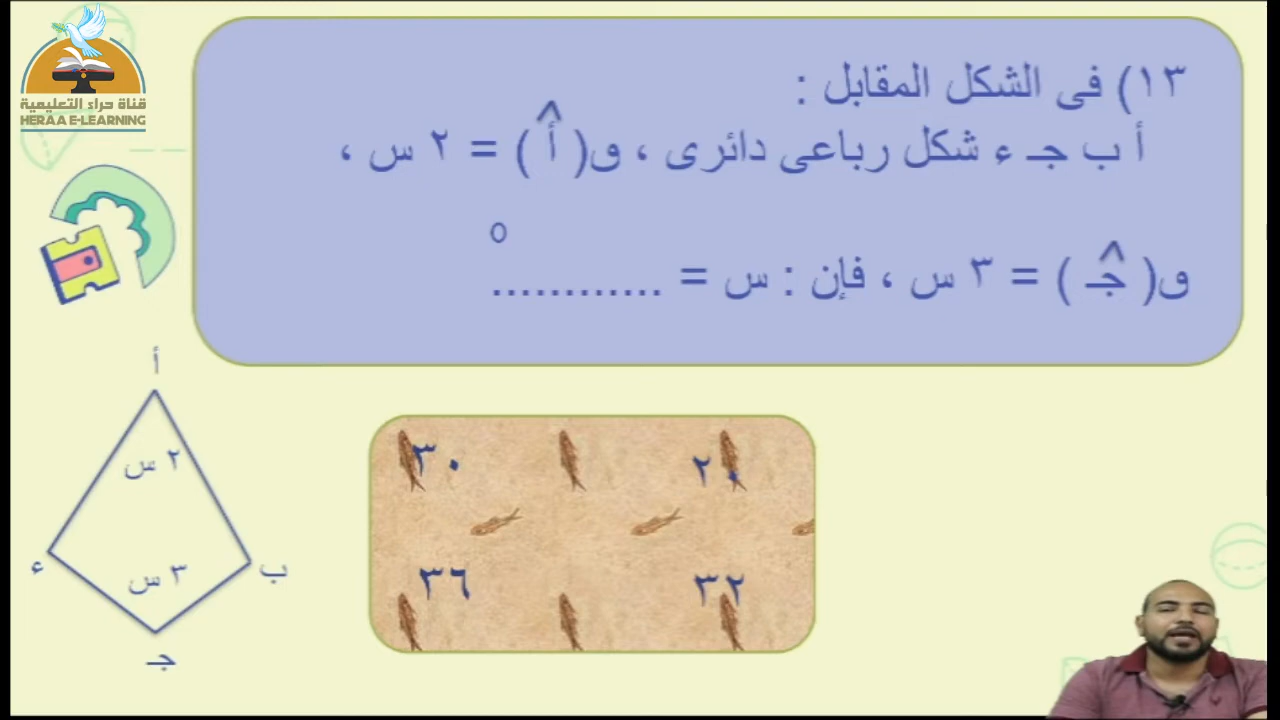 قناة حراء التعليمية
HERAA E-LEARNING
١٣) فى الشكل المقابل :
أ ب جـ ء شكل رباعى دائرى ، ق( أ^ ) = ٢ س ،
ق( جـ^ ) = ٣ س ، فإن : س = ............°
أ
٢ س
ء
ب
٣ س
جـ
٢٠
٣٠
٣٢
٣٦